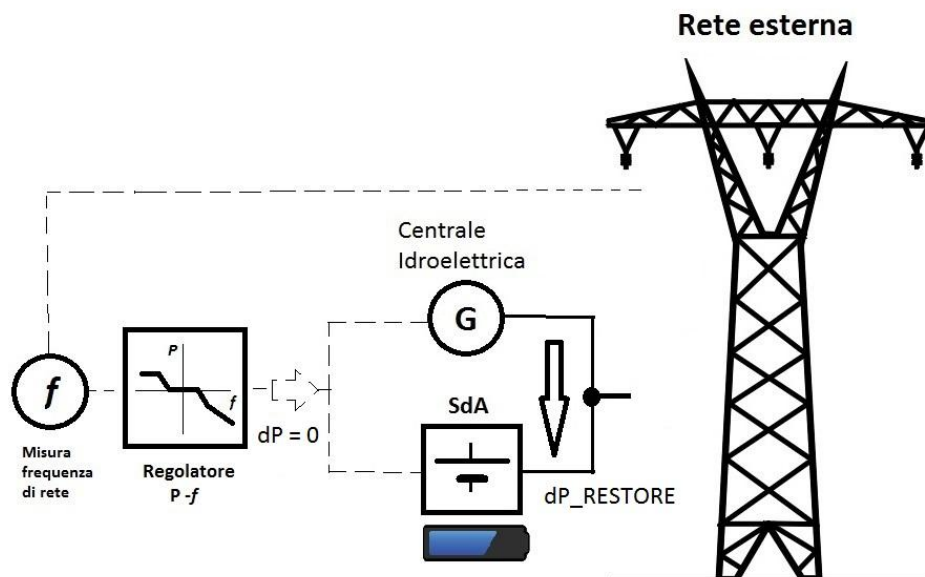 Rete esterna
Centrale
Idroelettrica
G
P
f
f
dP = 0
SdA
Misura
frequenza
di rete
Regolatore
P -f
dP_RESTORE